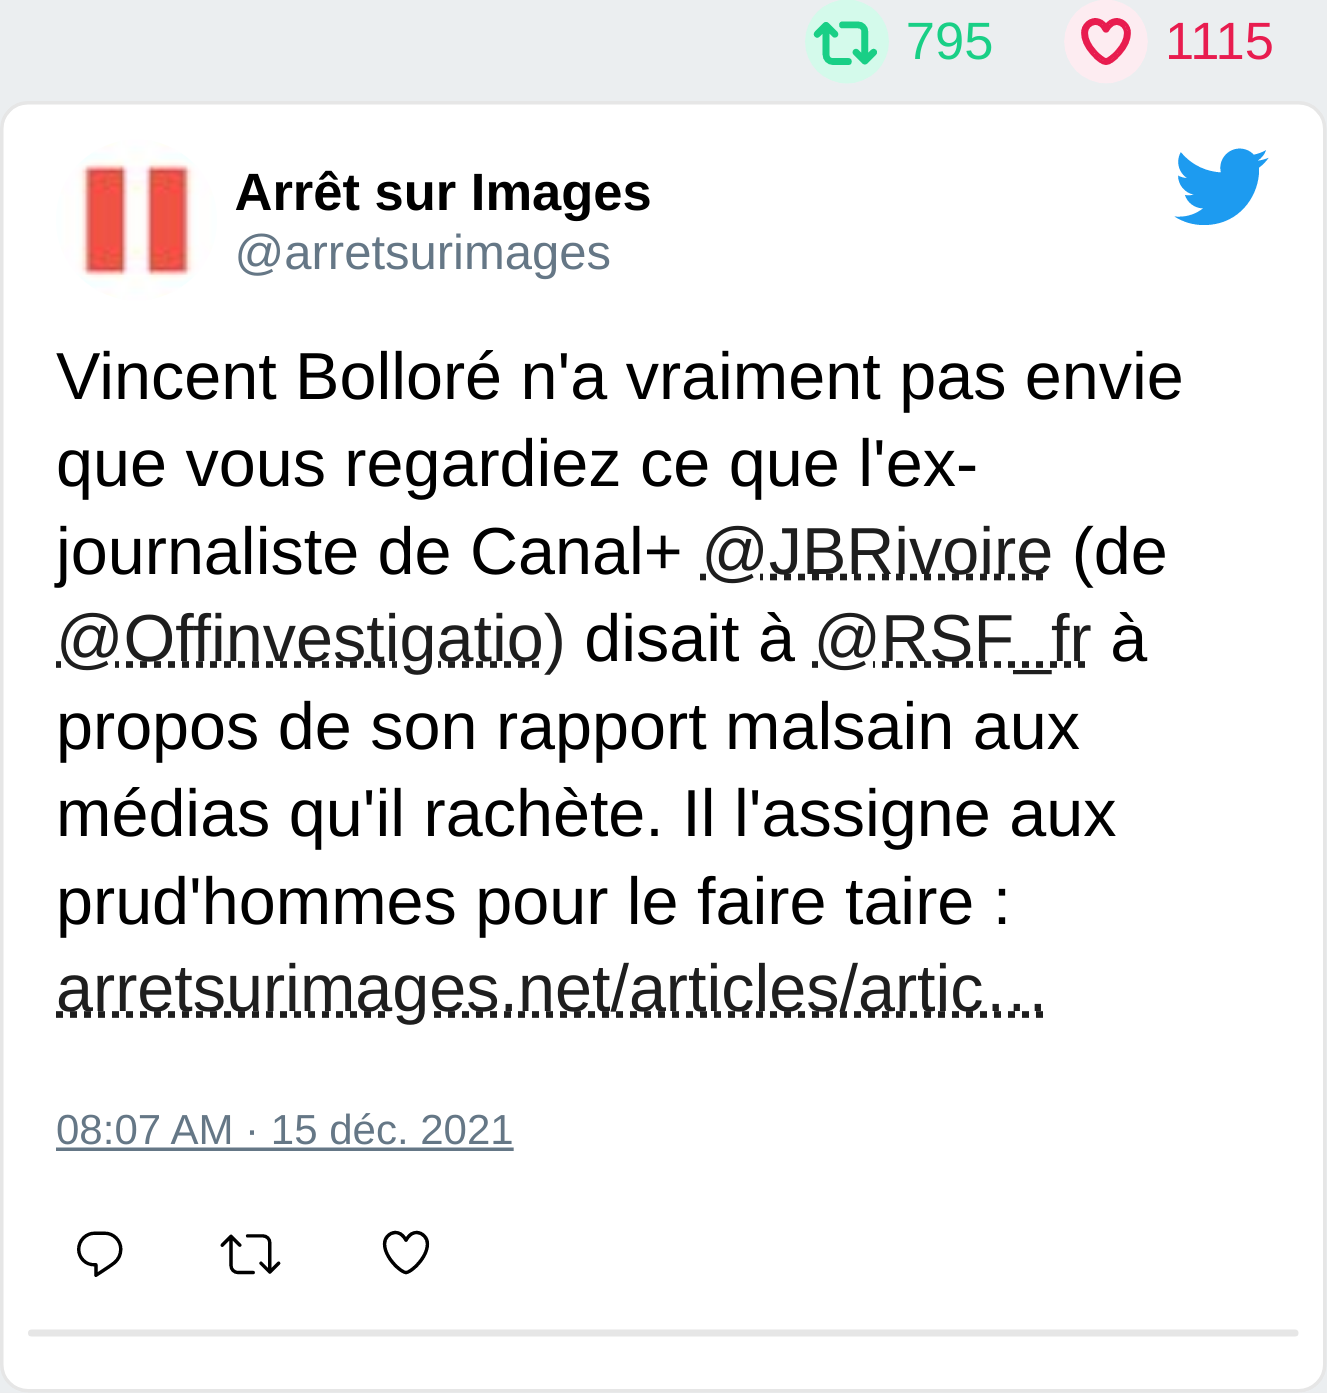 795 1115
Arrêt sur Images
@arretsurimages
Vincent Bolloré n'a vraiment pas envie
que vous regardiez ce que l'ex-
journaliste de Canal+ @JBRivoire (de
@Offinvestigatio) disait à @RSF_fr à
propos de son rapport malsain aux
médias qu'il rachète. Il l'assigne aux
prud'hommes pour le faire taire :
arretsurimages.net/articles/artic…
08:07 AM · 15 déc. 2021